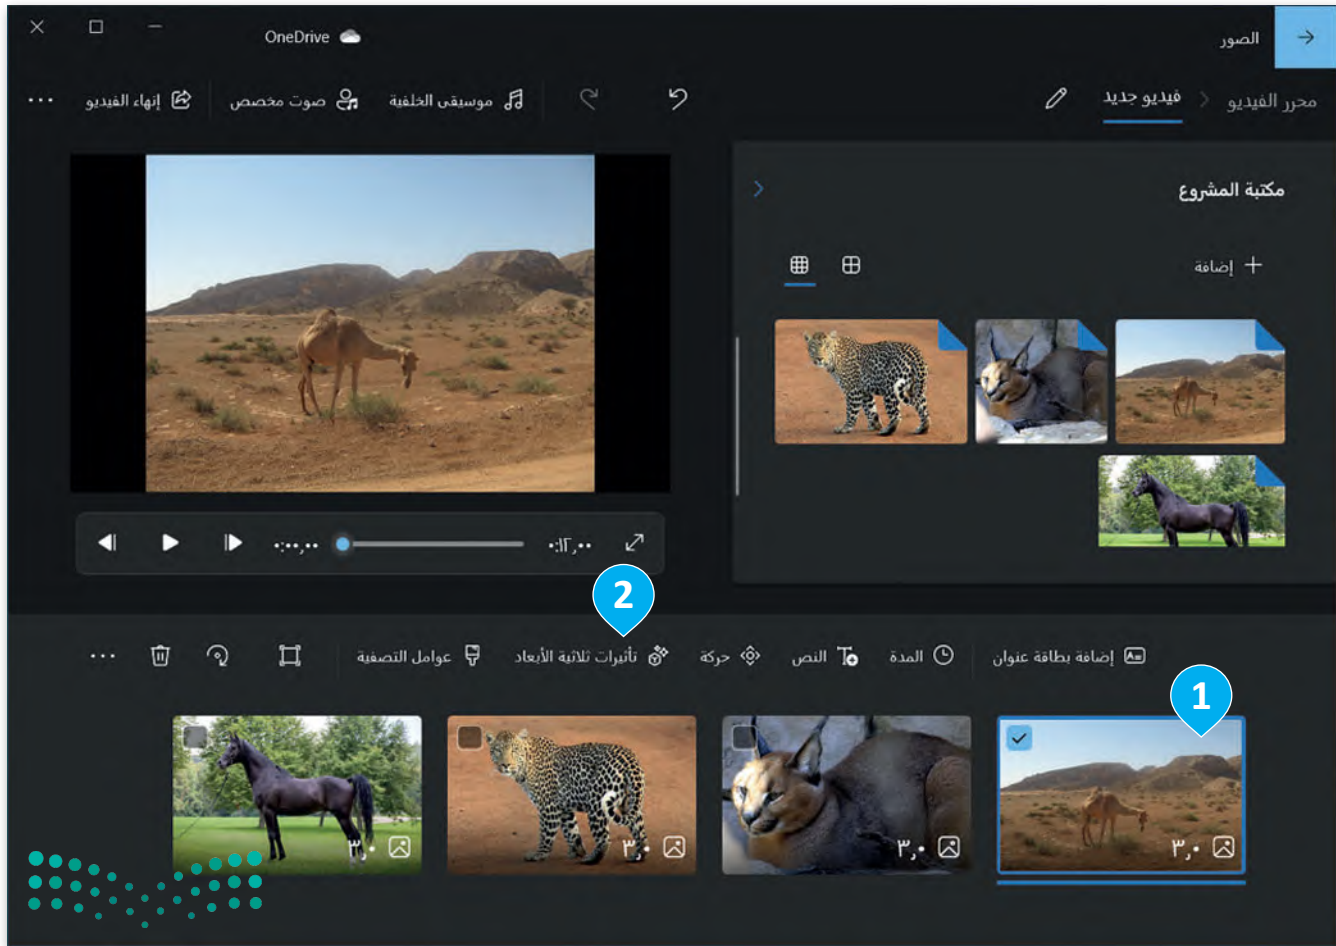 الصور
OneDrive
محرر الفيديو
فيديو جديد
موسيقى الخلفية
صوت مخصص
إنهاء الفيديو
مكتبة المشروع
إضافة
٠:٠٠,٠٠
٠:١٢,٠٠
2
إضافة بطاقة عنوان
المدة
النص
حركة
تأثيرات ثلاثية الأبعاد
عوامل التصفية
1
٣,٠
٣,٠
٣,٠
٣,٠